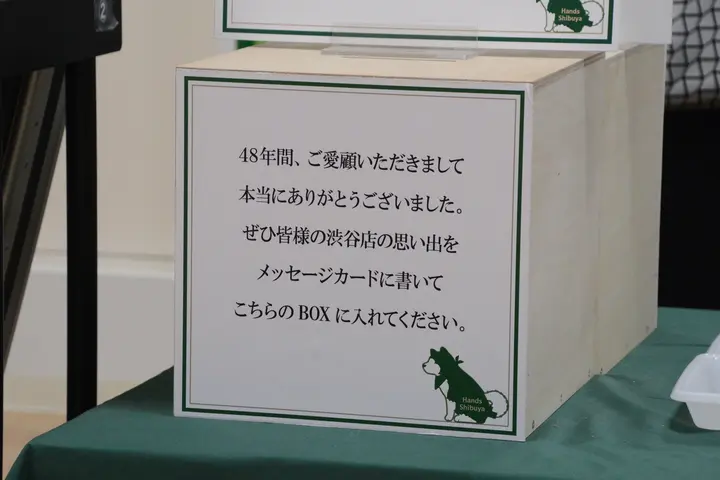 2
Hands
Shibuya
48年間、ご愛顧いただきまして
本当にありがとうございました。
ぜひ皆様の渋谷店の思い出を
メッセージカードに書いて
こちらの BOX に入れてください。
Hands
Shibuya